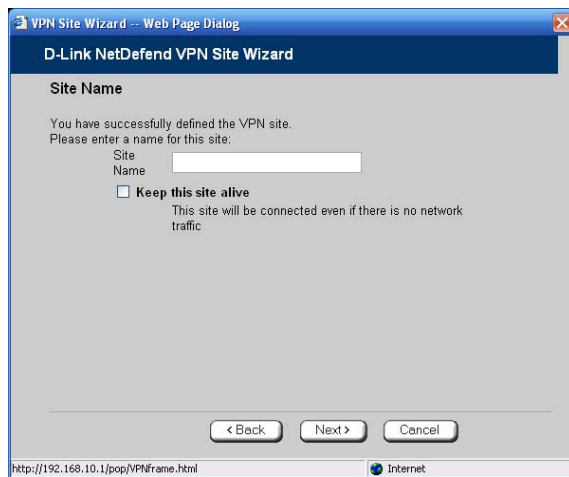 VPN Site Wizard -- Web Page Dialog
D-Link NetDefend VPN Site Wizard
Site Name
You have successfully defined the VPN site.
Please enter a name for this site:
Site
Name
Keep this site alive
This site will be connected even if there is no network
traffic
< Back Next > Cancel
http://192.168.10.1/pop/VPNframe.html Internet